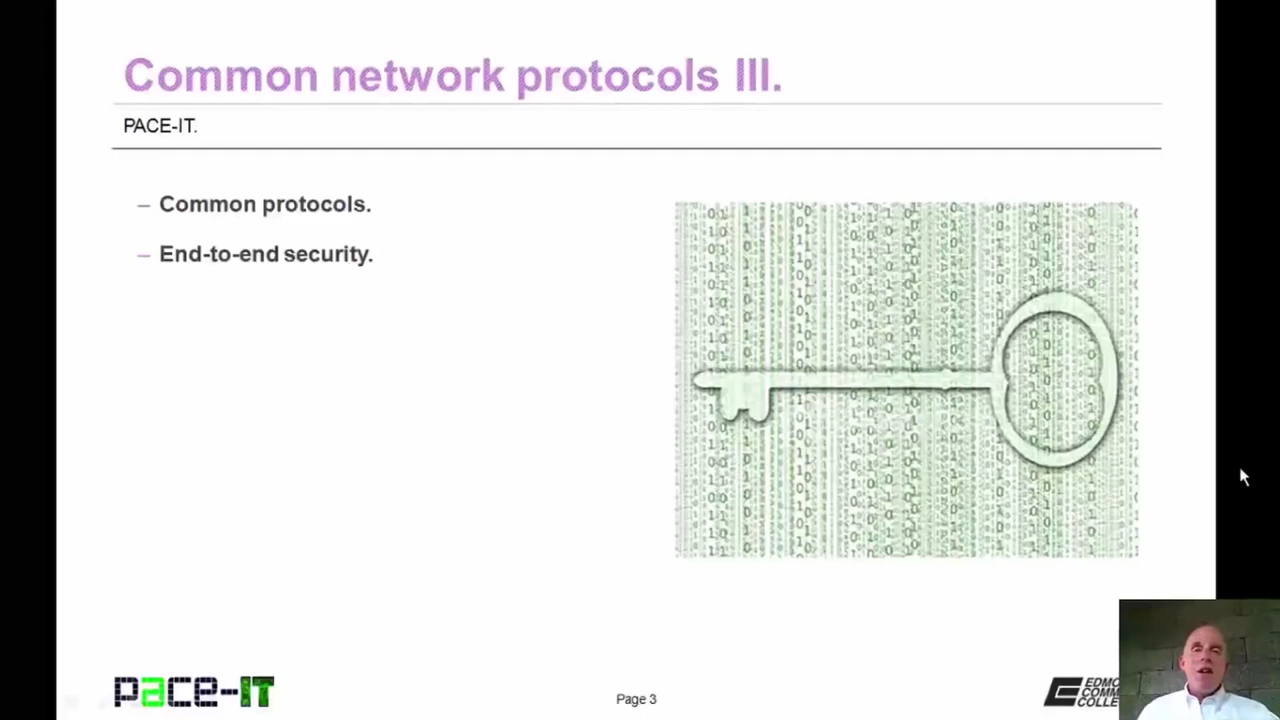 Common network protocols III.
PACE-IT.
– Common protocols.
– End-to-end security.
pace-IT
Page 3